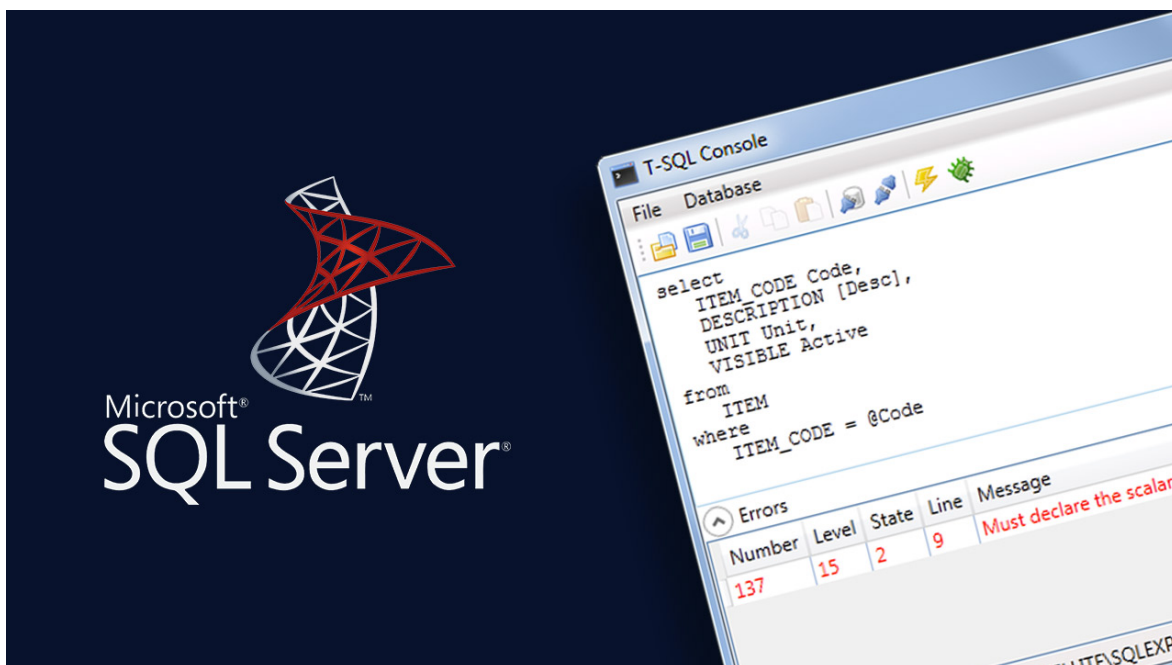 Microsoft®
SQL Server®
TM
T-SQL Console
File Database
select
ITEM_CODE Code,
DESCRIPTION [Desc],
UNIT Unit,
VISIBLE Active
from
ITEM
where
ITEM_CODE = @Code
Errors
Number Level State Line Message
137 15 2 9 Must declare the scalar